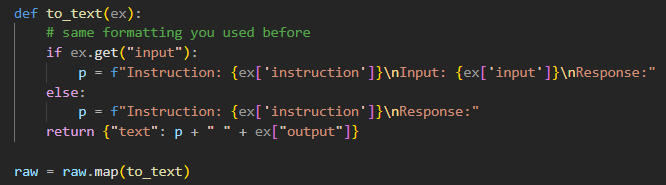 def to_text(ex):
    # same formatting you used before
    if ex.get("input"):
        p = f"Instruction: {ex['instruction']}\nInput: {ex['input']}\nResponse:"
    else:
        p = f"Instruction: {ex['instruction']}\nResponse:"
    return {"text": p + " " + ex["output"]}

raw = raw.map(to_text)